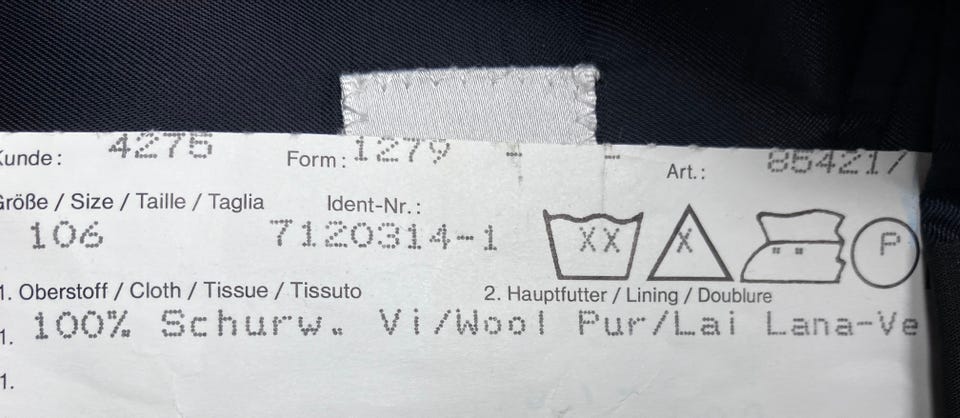 Kunde: 4275 Form: 1279 - - Art.: 854217
Größe / Size / Taille / Taglia Ident-Nr.:
106 7120314-1 XX X P
1. Oberstoff / Cloth / Tissue / Tissuto 2. Hauptfutter / Lining / Doublure
1. 100% Schurw. Vi/Wool Pur/Lai Lana-Ve
1.